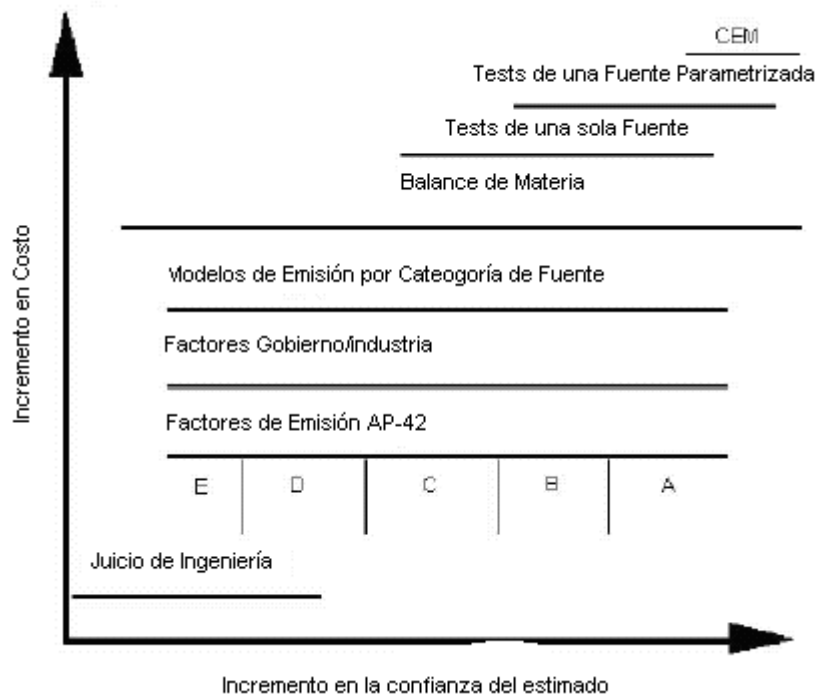 CEM
Tests de una Fuente Parametrizada
Tests de una sola Fuente
Balance de Materia
Modelos de Emisión por Cateogoría de Fuente
Factores Gobierno/industria
Factores de Emisión AP-42
E D C B A
Juicio de Ingeniería
Incremento en Costo
Incremento en la confianza del estimado